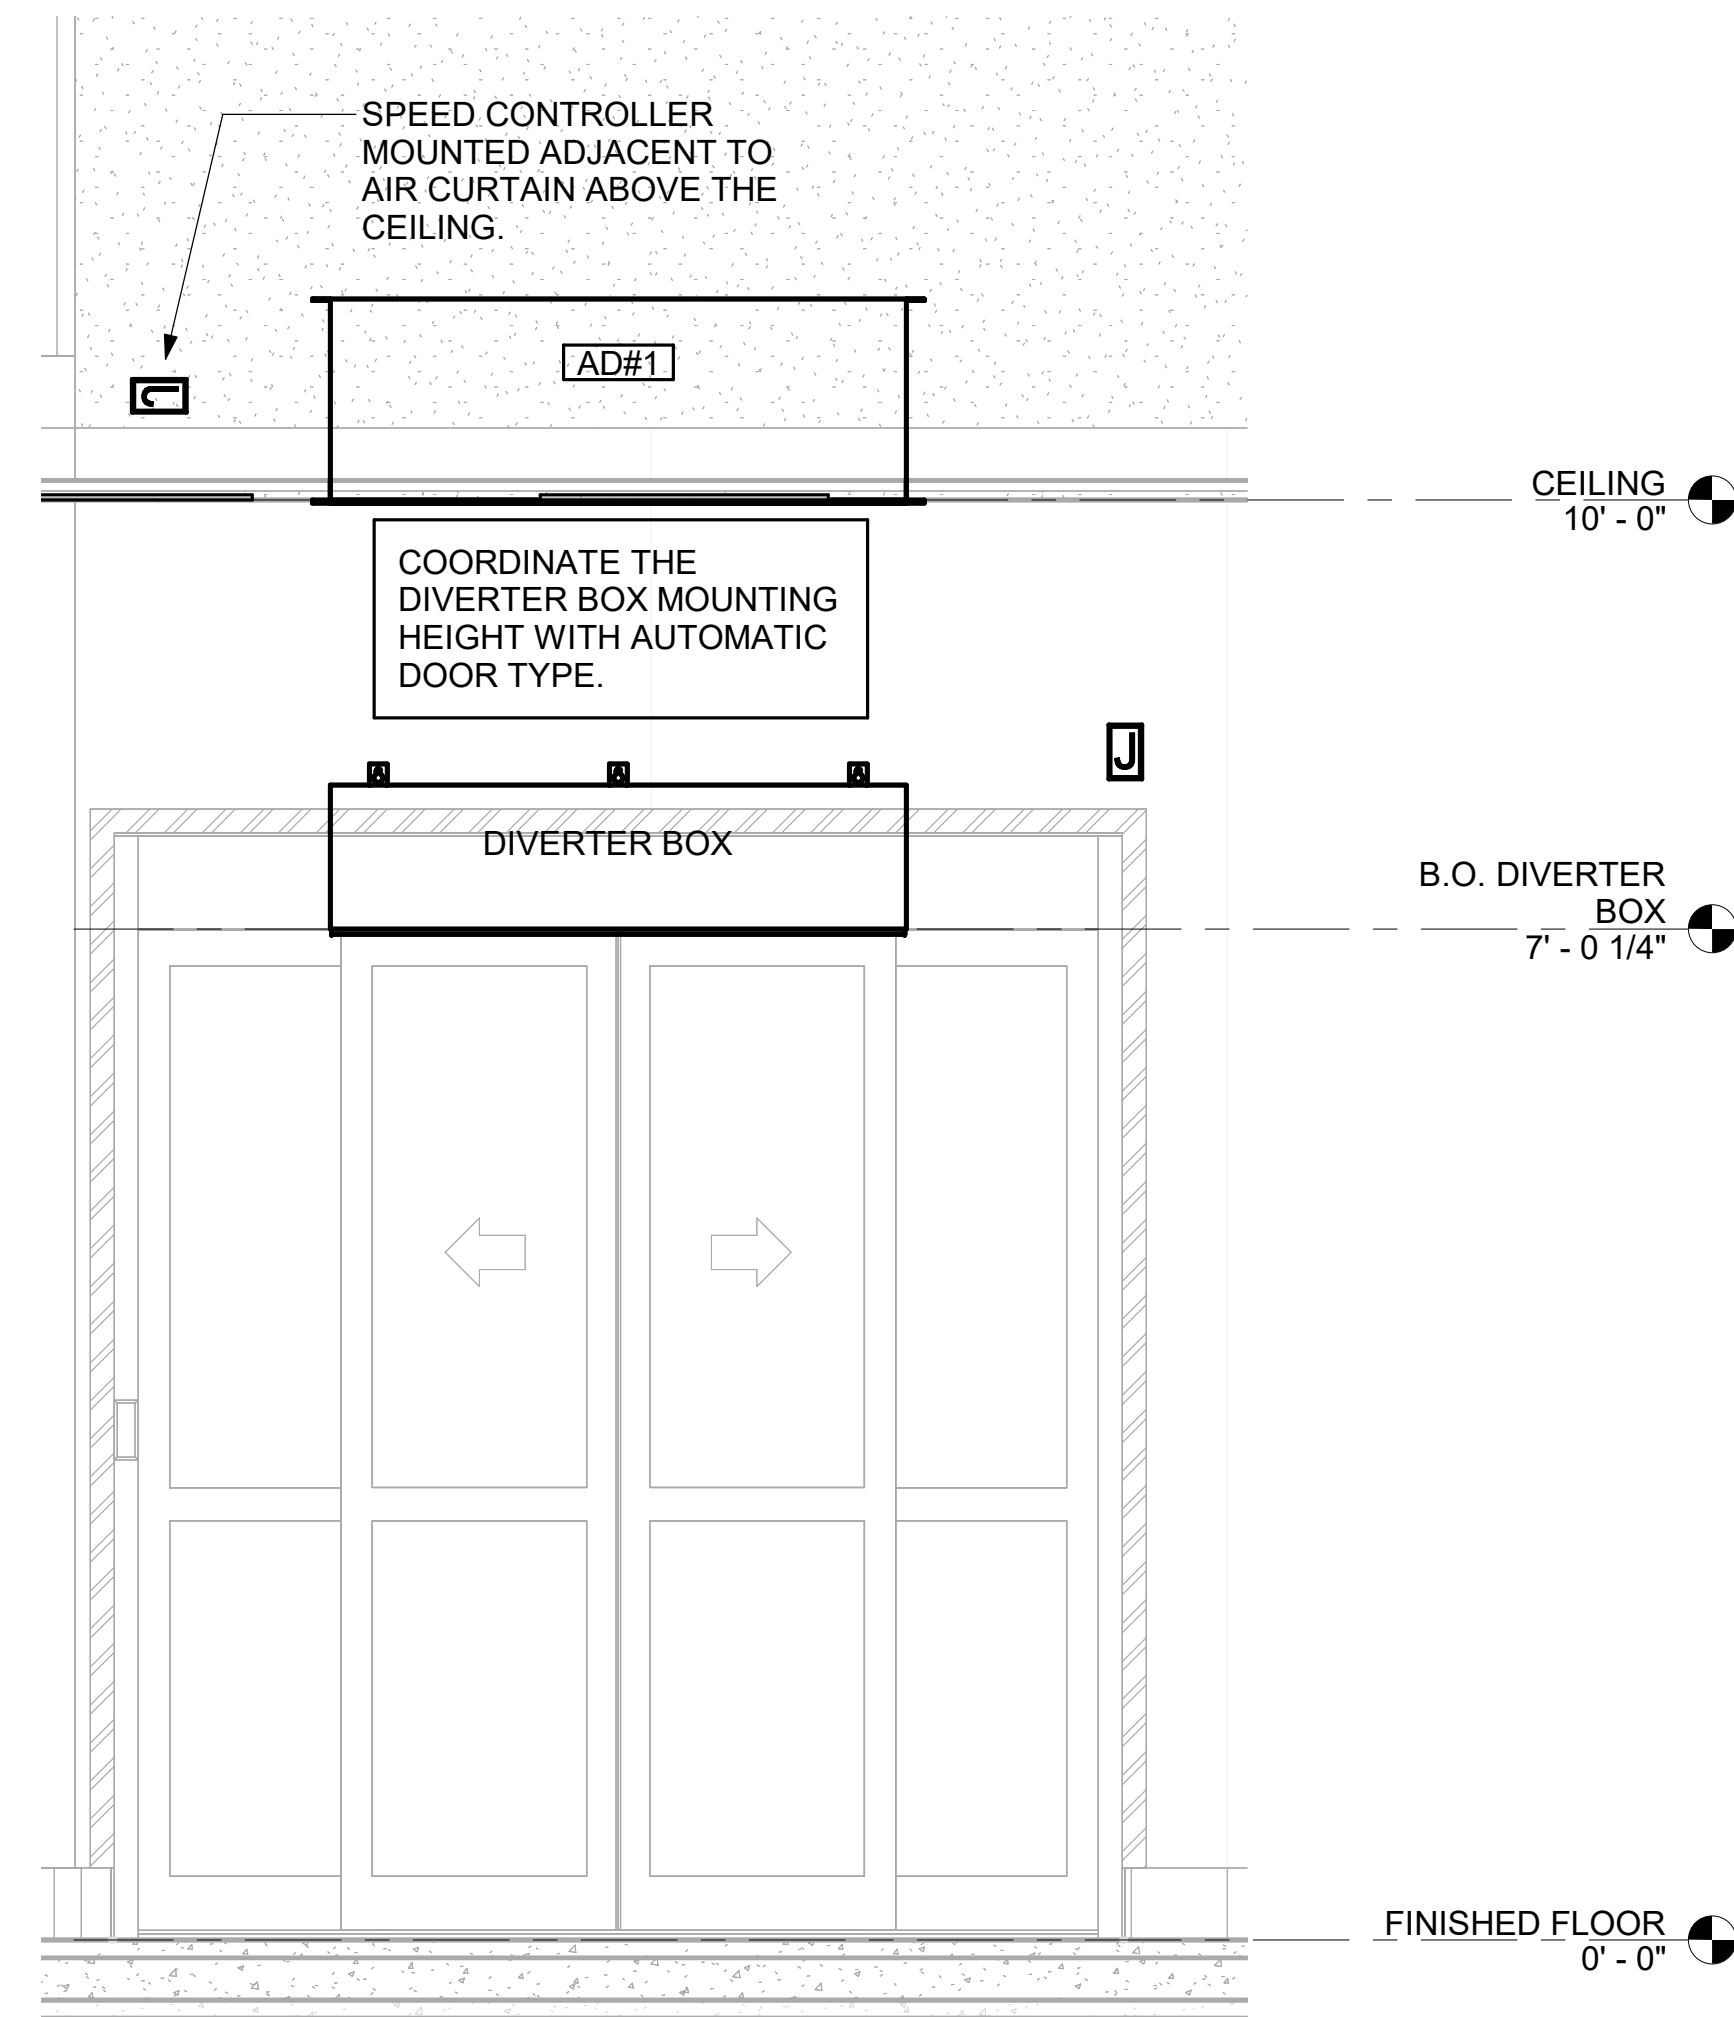 SPEED CONTROLLER
MOUNTED ADJACENT TO
AIR CURTAIN ABOVE THE
CEILING.
AD#1
J
CEILING
10' - 0"
COORDINATE THE
DIVERTER BOX MOUNTING
HEIGHT WITH AUTOMATIC
DOOR TYPE.
J
DIVERTER BOX
B.O. DIVERTER
BOX
7' - 0 1/4"
FINISHED FLOOR
0' - 0"